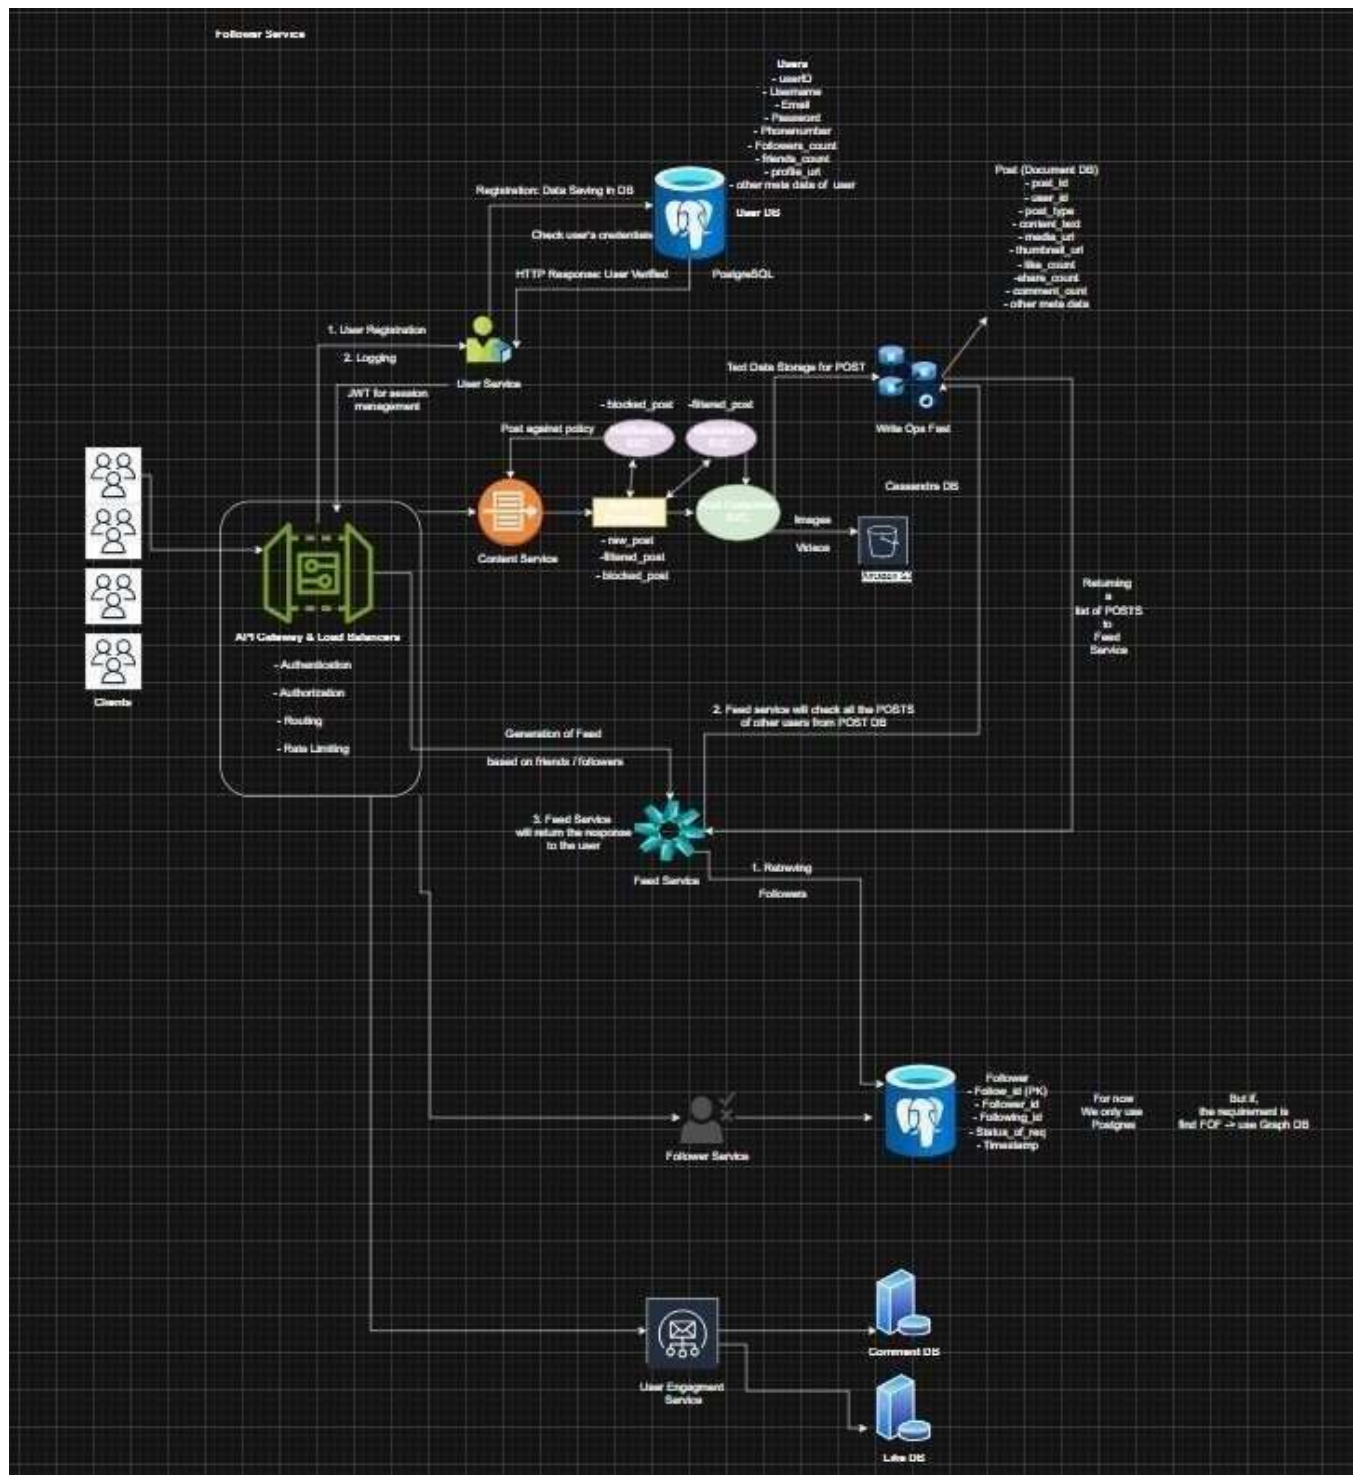 Follower Service
Users
- userID
- Username
- Email
- Password
- Phonenumber
- Followers_count
- friends_count
- profile_url
- other meta data of user
User DB
PostgreSQL
Registration: Data Saving in DB
Check user's credentials
HTTP Response: User Verified
Post (Document DB)
- post_id
- user_id
- post_type
- content_text
- media_url
- thumbnail_url
- like_count
-share_count
- comment_count
- other meta data
1. User Registration
2. Logging
User Service
JWT for session
management
Text Data Storage for POST
Write Ops Fast
Cassandra DB
- blocked_post
-filtered_post
Post against policy
Content Service
- new_post
-filtered_post
- blocked_post
Images
Videos
Returning
a
list of POSTS
to
Feed
Service
Clients
API Gateway & Load Balancers
- Authentication
- Authorization
- Routing
- Rate Limiting
2. Feed service will check all the POSTS
of other users from POST DB
Generation of Feed
based on friends / followers
3. Feed Service
will return the response
to the user
Feed Service
1. Retreving
Followers
Follower
- Follow_id (PK)
- Follower_id
- Following_id
- Status_of_req
- Timestamp
For now
We only use
Postgres
But if,
the requirement is
find FOF -> use Graph DB
Follower Service
User Engagment
Service
Comment DB
Like DB